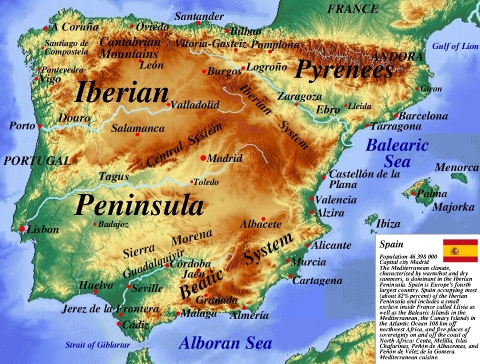 FRANCE
Santander
A Coruña
Oviedo
Bilbao
Santiago de
Compostela
Cantabrian
Mountains
Vitoria-Gasteiz
Pamplona
Gulf of Lion
León
ANDORA
Pontevedra
Vigo
Burgos
Logroño
Pyrenees
Giron
Iberian
Valladolid
Iberian System
Zaragoza
Ebro
Lleida
Barcelona
Tarragona
Porto
Douro
Salamanca
Central System
Balearic
Sea
PORTUGAL
Madrid
Menorca
Tagus
Toledo
Castellón de la
Plana
Palma
Majorka
Peninsula
Valencia
Alzira
Lisbon
Badajoz
Albacete
Ibiza
Sierra Morena
Guadalquivir
Beatic System
Alicante
Córdoba
Jaén
Murcia
Huelva
Seville
Cartagena
Granada
Jerez de la Frontera
Malaga
Almería
Cádiz
Strait of Giblartar
Alboran Sea
Spain
Population 46 398 000
Capital city Madrid
The Mediterranean climate,
characterised by warm/hot and dry
summers, is dominant in the Iberian
Peninsula. Spain is Europe's fourth
largest country. Spain occupies most
(about 82%) percent) of the Iberian
Peninsula and includes a small
exclave inside France called Llívia as
well as the Balearic Islands in the
Mediterranean, the Canary Islands in
the Atlantic Ocean 108 km off
northwest Africa, and five places of
sovereignty on and off the coast of
North Africa: Ceuta, Melilla, Islas
Chafarinas, Peñón de Alhucemas, and
Peñón de Vélez de la Gomera.
Mediterranean cuisine